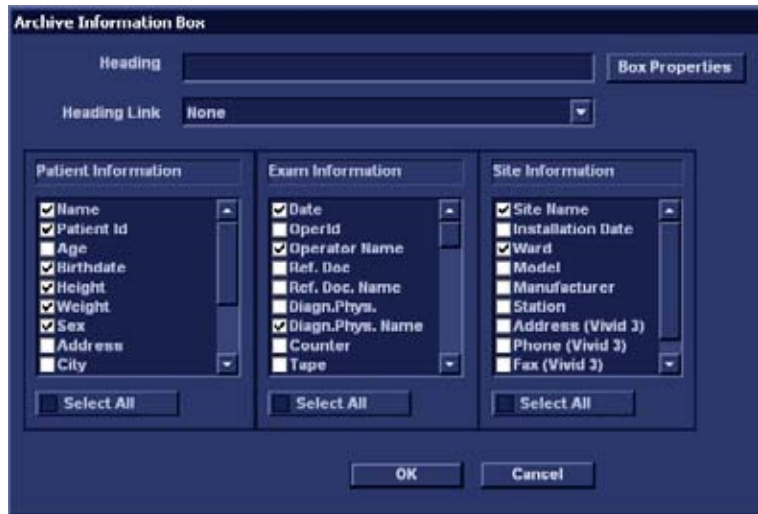 Archive Information Box
Heading
Box Properties
Heading Link None
Patient Information
Name
Patient Id
Age
Birthdate
Height
Weight
Sex
Address
City
Select All
Exam Information
Date
OperId
Operator Name
Ref. Doc
Ref. Doc. Name
Diagn.Phys.
Diagn.Phys. Name
Counter
Tape
Select All
Site Information
Site Name
Installation Date
Ward
Model
Manufacturer
Station
Address (Vivid 3)
Phone (Vivid 3)
Fax (Vivid 3)
Select All
OK Cancel